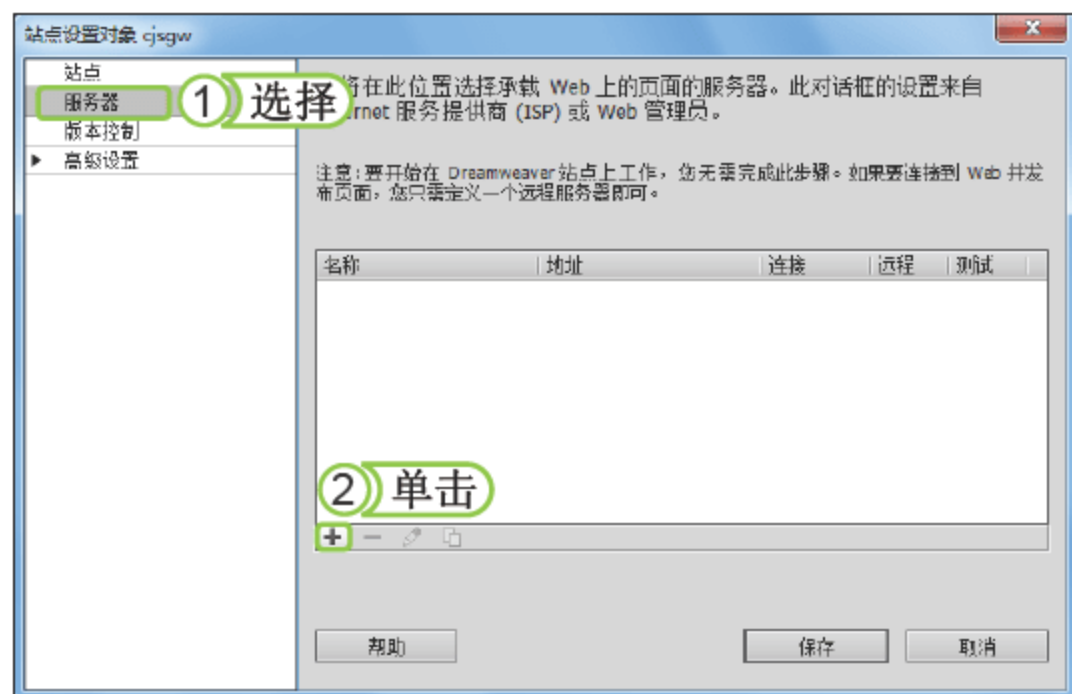 站点设置对象 cjsgw
站点
服务器
版本控制
高级设置
① 选择
将在此位置选择承载 Web 上的页面的服务器。此对话框的设置来自
rnet 服务提供商 (ISP) 或 Web 管理员。
注意:要开始在 Dreamweaver 站点上工作，您无需完成此步骤。如果要连接到 Web 并发
布页面，您只需定义一个远程服务器即可。
名称 地址 连接 远程 测试
② 单击
帮助 保存 取消